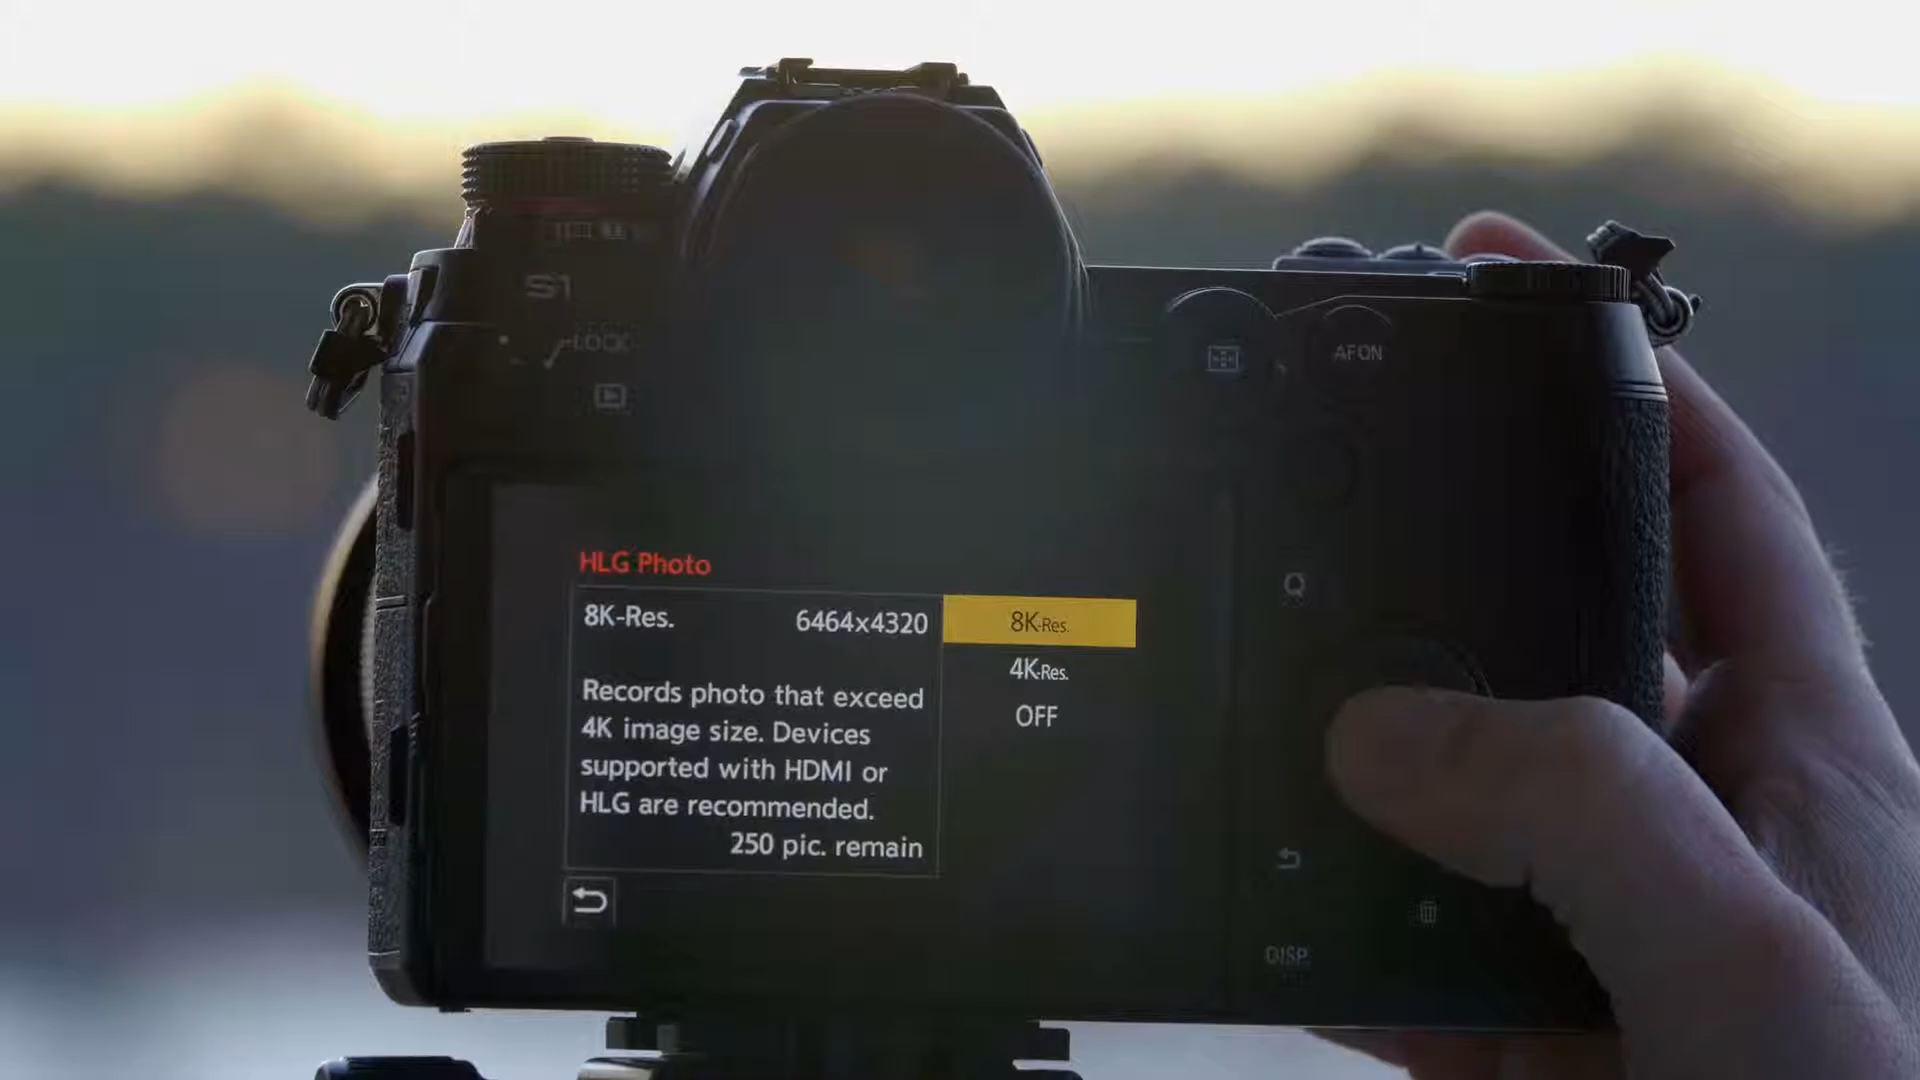 S1
LOCK
AF ON
HLG Photo
8K-Res. 6464x4320
Records photo that exceed
4K image size. Devices
supported with HDMI or
HLG are recommended.
250 pic. remain
8K-Res.
4K-Res.
OFF
Q
DISP.